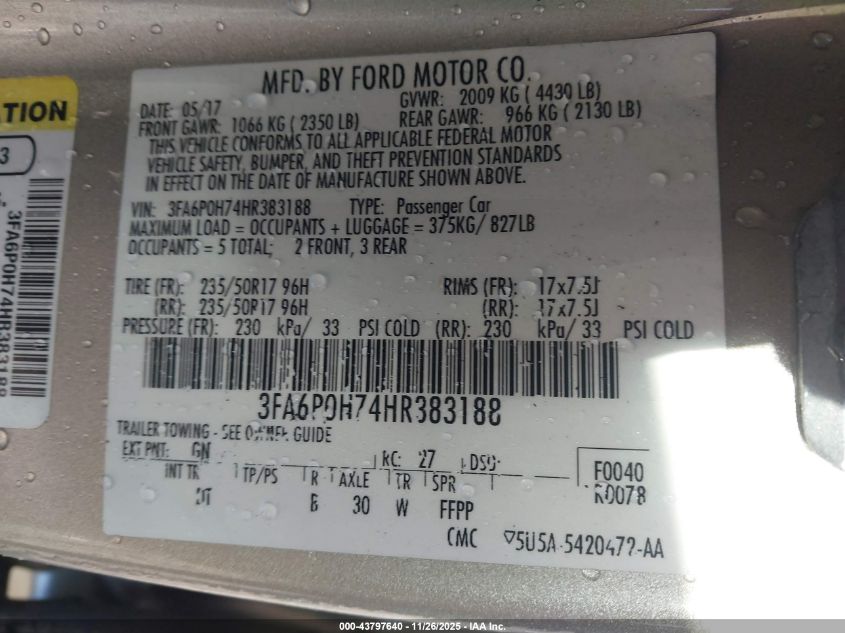 MFD. BY FORD MOTOR CO.
DATE: 05/17 GVWR: 2009 KG ( 4430 LB)
FRONT GAWR: 1066 KG ( 2350 LB) REAR GAWR: 966 KG ( 2130 LB)
THIS VEHICLE CONFORMS TO ALL APPLICABLE FEDERAL MOTOR
VEHICLE SAFETY, BUMPER, AND THEFT PREVENTION STANDARDS
IN EFFECT ON THE DATE OF MANUFACTURE SHOWN ABOVE.
VIN: 3FA6P0H74HR383188 TYPE: Passenger Car
MAXIMUM LOAD = OCCUPANTS + LUGGAGE = 375KG/ 827LB
OCCUPANTS = 5 TOTAL; 2 FRONT, 3 REAR
TIRE (FR): 235/50R17 96H RIMS (FR): 17x7.5J
(RR): 235/50R17 96H (RR): 17x7.5J
PRESSURE (FR): 230 kPa/ 33 PSI COLD (RR): 230 kPa/ 33 PSI COLD
3FA6P0H74HR383188
TRAILER TOWING - SEE OWNER GUIDE
EXT PNT: GN RC: 27 DSO:
INT TR TP/PS R AXLE TR SPR F0040
B 30 W FFPP R0078
CMC 5U5A-5420472-AA
ATION
3
3FA6P0H74HR383188
000-43797640 - 11/26/2025 - IAA Inc.